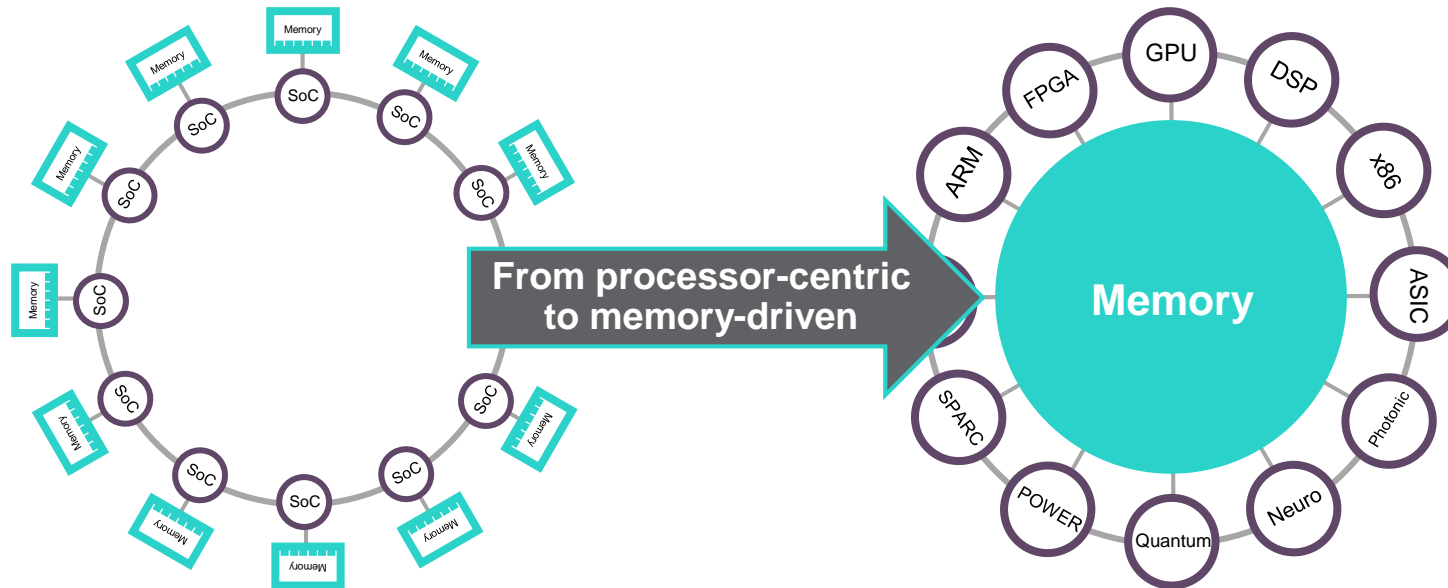 Memory
SoC
Memory
SoC
Memory
SoC
Memory
SoC
Memory
SoC
Memory
SoC
Memory
SoC
Memory
SoC
Memory
SoC
Memory
SoC
Memory
SoC
From processor-centric
to memory-driven
GPU
DSP
x86
ASIC
Photonic
Neuro
Quantum
POWER
SPARC
ARM
FPGA
Memory